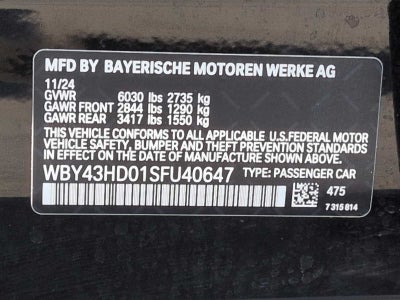 MFD BY BAYERISCHE MOTOREN WERKE AG
11/24
GVWR 6030 lbs 2735 kg
GAWR FRONT 2844 lbs 1290 kg
GAWR REAR 3417 lbs 1550 kg
THIS VEHICLE CONFORMS TO ALL APPLICABLE U.S.FEDERAL MOTOR
VEHICLE SAFETY, BUMPER, AND THEFT PREVENTION STANDARDS IN
EFFECT ON THE DATE OF MANUFACTURE SHOWN ABOVE.
WBY43HD01SFU40647 TYPE: PASSENGER CAR
475
7 315 814